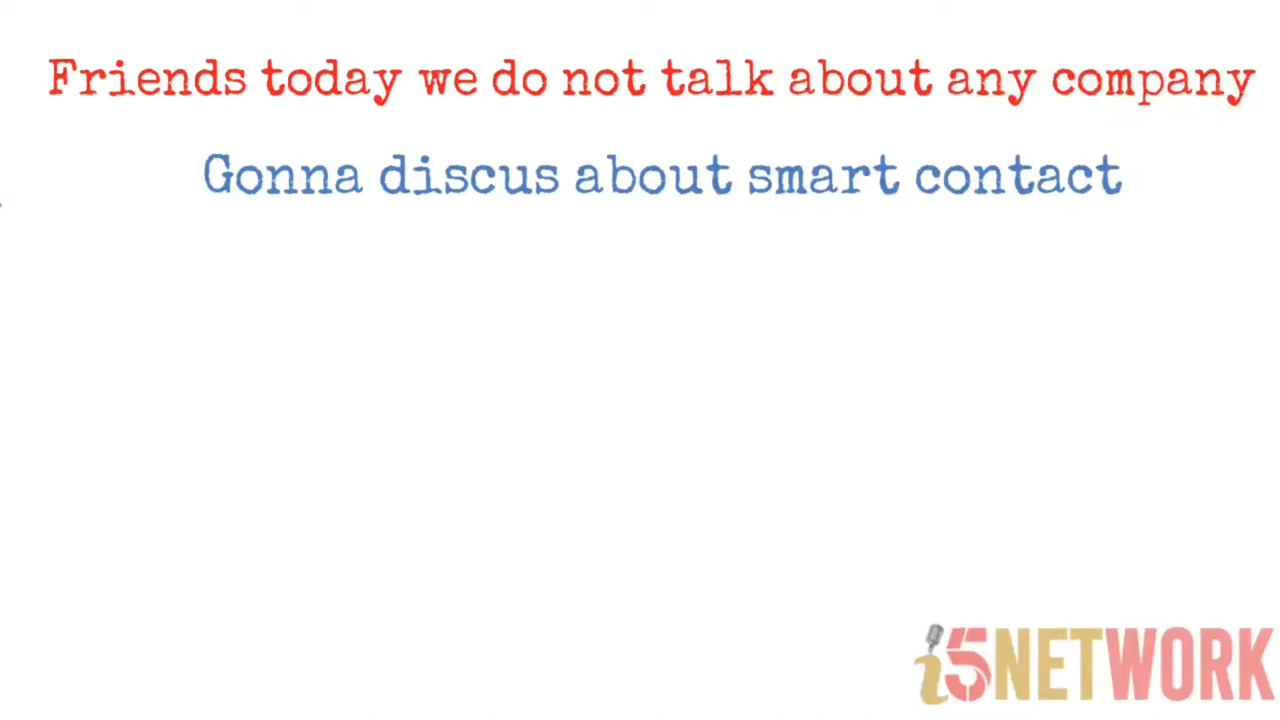 Friends today we do not talk about any company
Gonna discus about smart contact
i5NETWORK